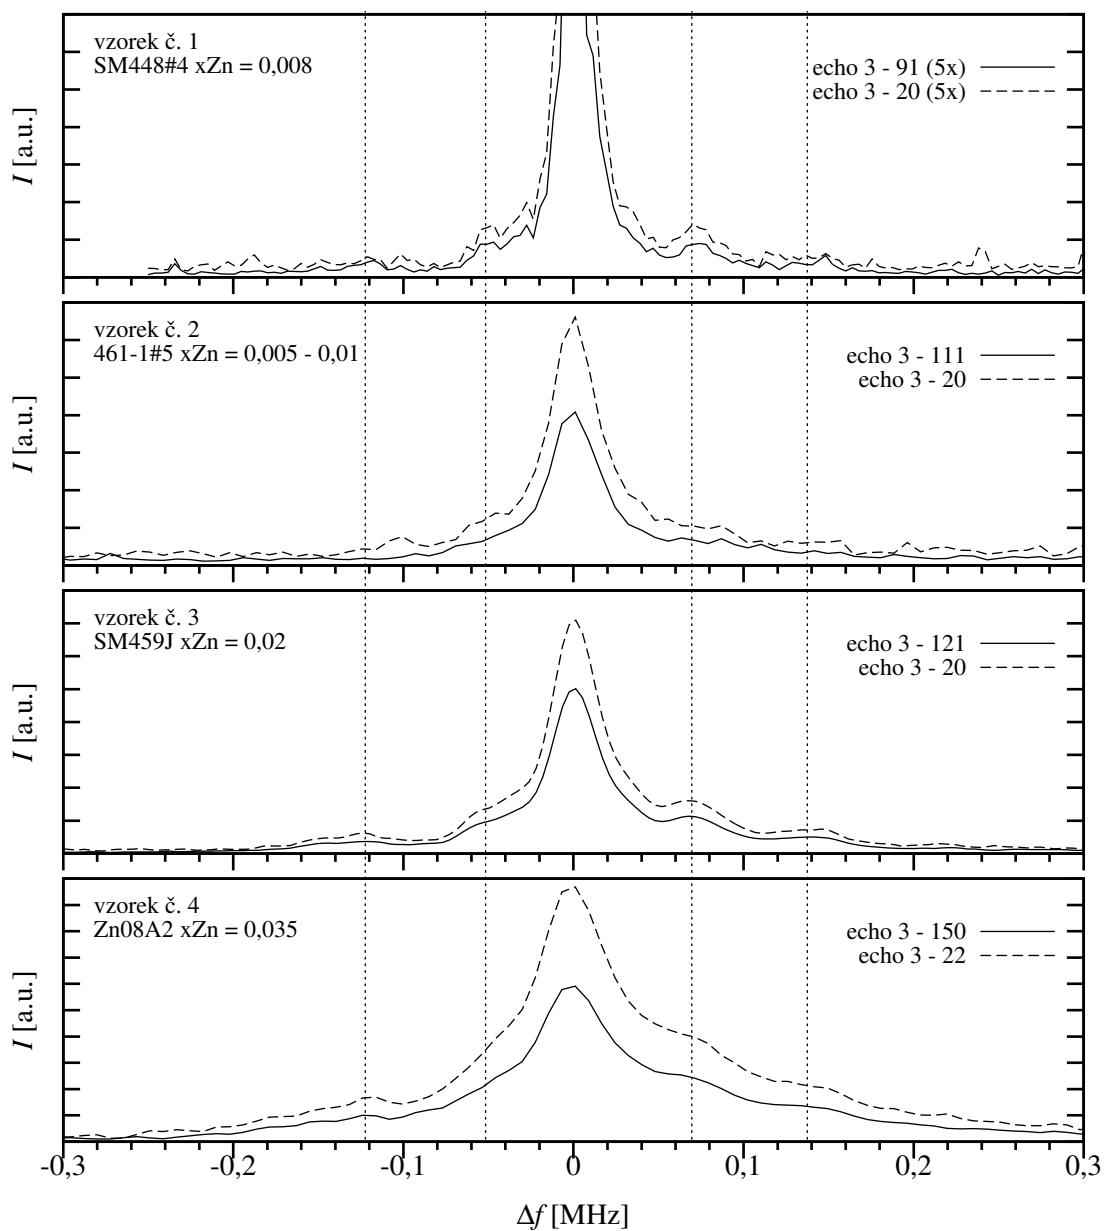 vzorek č. 1
SM448#4 xZn = 0,008
echo 3 - 91 (5x)
echo 3 - 20 (5x)
I [a.u.]
vzorek č. 2
461-1#5 xZn = 0,005 - 0,01
echo 3 - 111
echo 3 - 20
I [a.u.]
vzorek č. 3
SM459J xZn = 0,02
echo 3 - 121
echo 3 - 20
I [a.u.]
vzorek č. 4
Zn08A2 xZn = 0,035
echo 3 - 150
echo 3 - 22
I [a.u.]
-0,3 -0,2 -0,1 0 0,1 0,2 0,3
Δf [MHz]